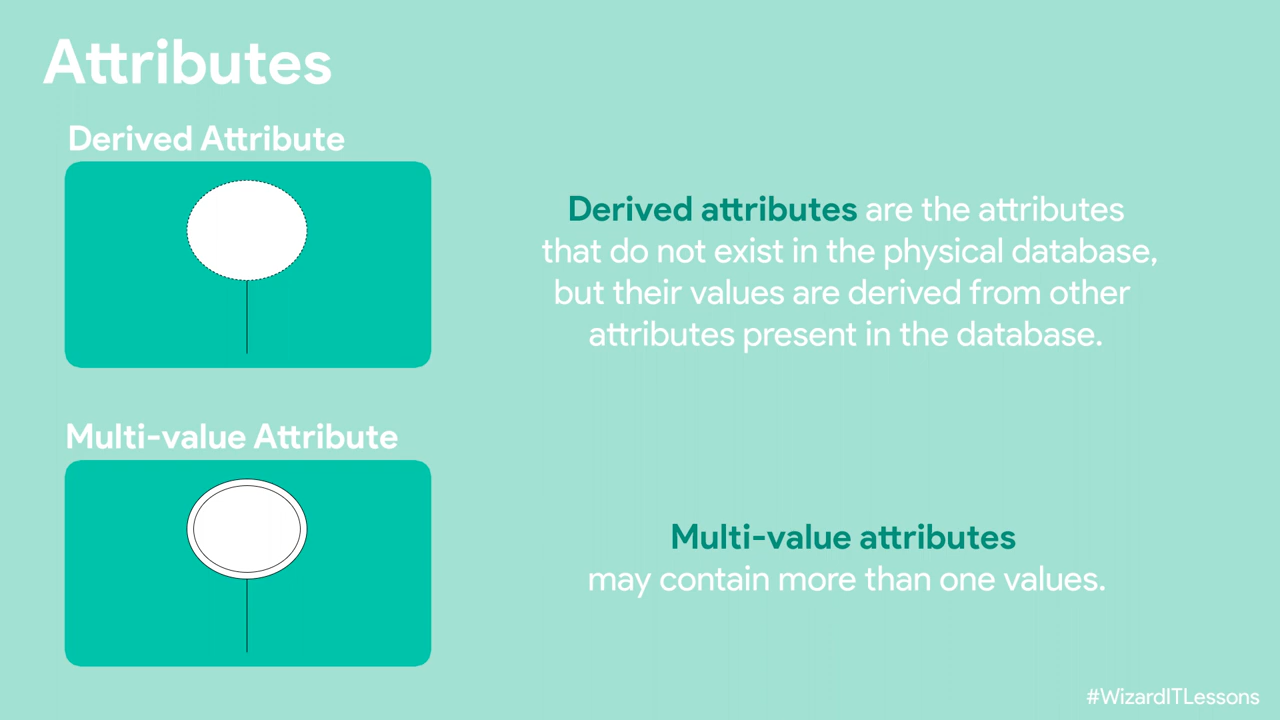 Attributes
Derived Attribute
Derived attributes are the attributes
that do not exist in the physical database,
but their values are derived from other
attributes present in the database.
Multi-value Attribute
Multi-value attributes
may contain more than one values.
#WizardITLessons